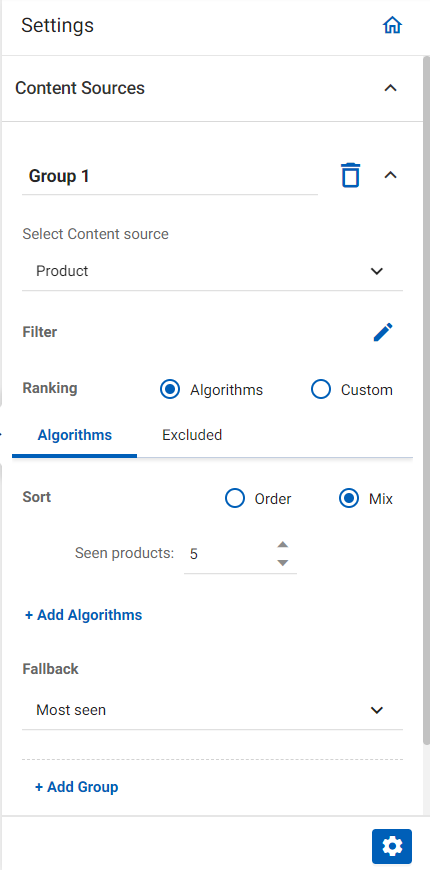 Settings
Content Sources
Group 1
Select Content source
Product
Filter
Ranking Algorithms Custom
Algorithms Excluded
Sort Order Mix
Seen products: 5
+ Add Algorithms
Fallback
Most seen
+ Add Group